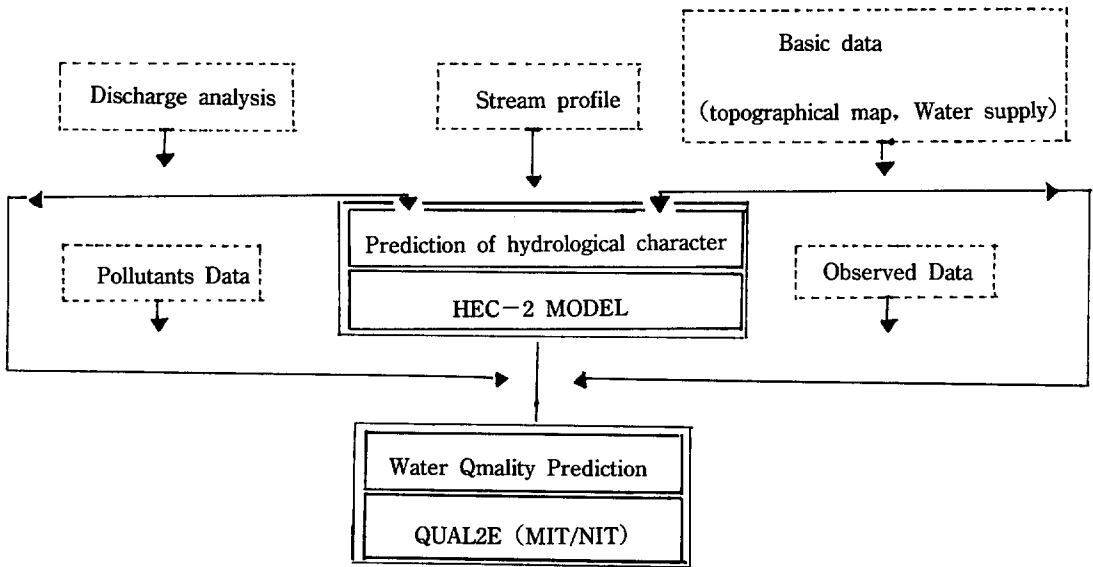 Basic data
Discharge analysis
Stream profile
(topographical map, Water supply)
Prediction of hydrological character
Pollutants Data
Observed Data
HEC-2 MODEL
Water Qmality Prediction
QUAL2E (MIT/NIT)